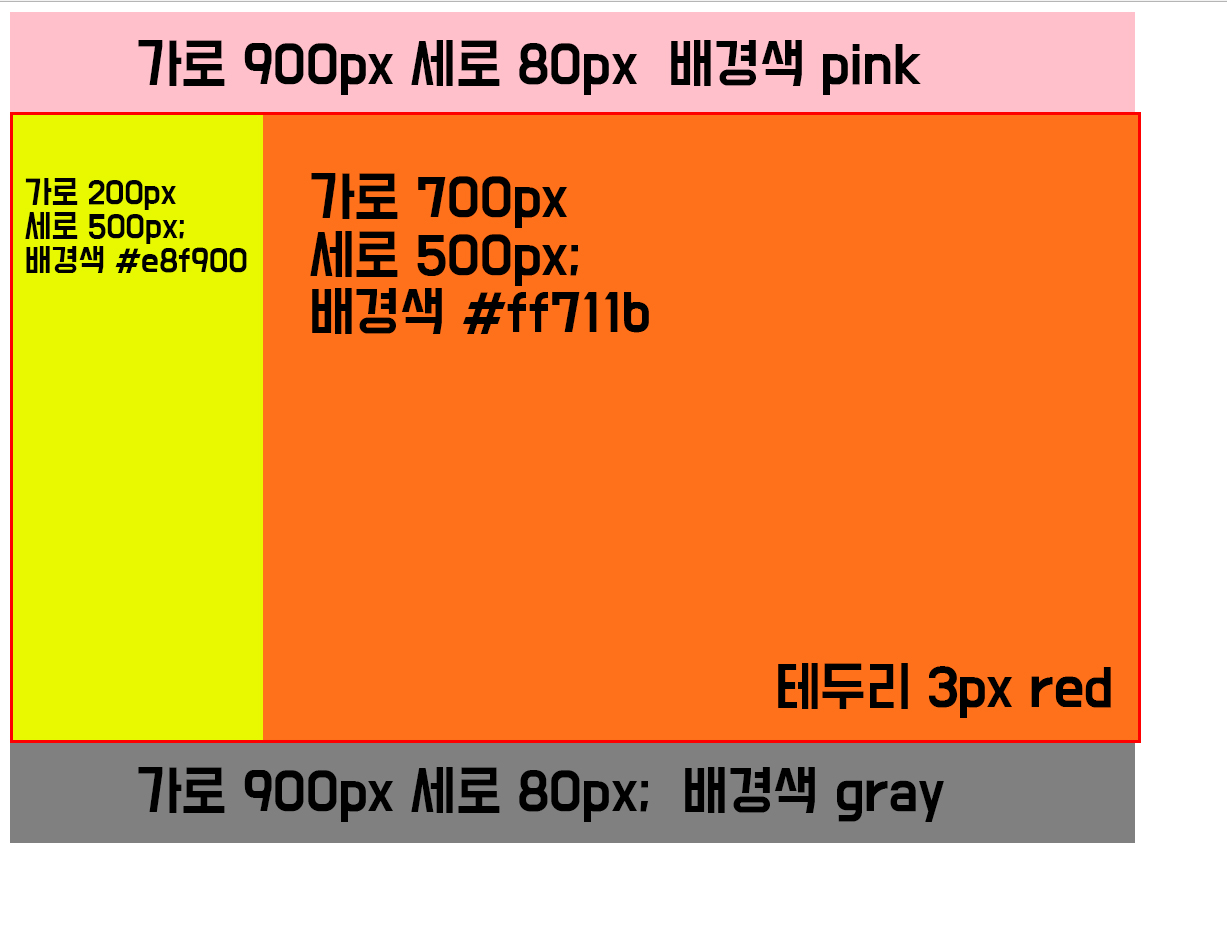 가로 900px 세로 80px 배경색 pink
가로 200px
세로 500px;
배경색 #e8f900
가로 700px
세로 500px;
배경색 #ff711b
테두리 3px red
가로 900px 세로 80px; 배경색 gray